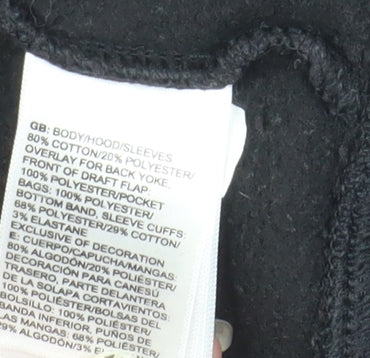 GB: BODY/HOOD/SLEEVES
80% COTTON/20% POLYESTER/
OVERLAY FOR BACK YOKE.
FRONT OF DRAFT FLAP:
100% POLYESTER/POCKET
BAGS: 100% POLYESTER/
BOTTOM BAND, SLEEVE CUFFS:
68% POLYESTER/29% COTTON/
3% ELASTANE
EXCLUSIVE OF DECORATION
E: CUERPO/CAPUCHA/MANGAS:
80% ALGODÓN/20% POLIÉSTER/
DECORACIÓN PARA CANESÚ
TRASERO, PARTE DELANTERA
DE LA SOLAPA CORTAVIENTOS:
100% POLIÉSTER/BOLSAS DEL
BOLSILLO: 100% POLIÉSTER/
BANDA INFERIOR, PUÑOS DE
LAS MANGAS: 68% POLIÉSTER/
29% ALGODÓN/3%